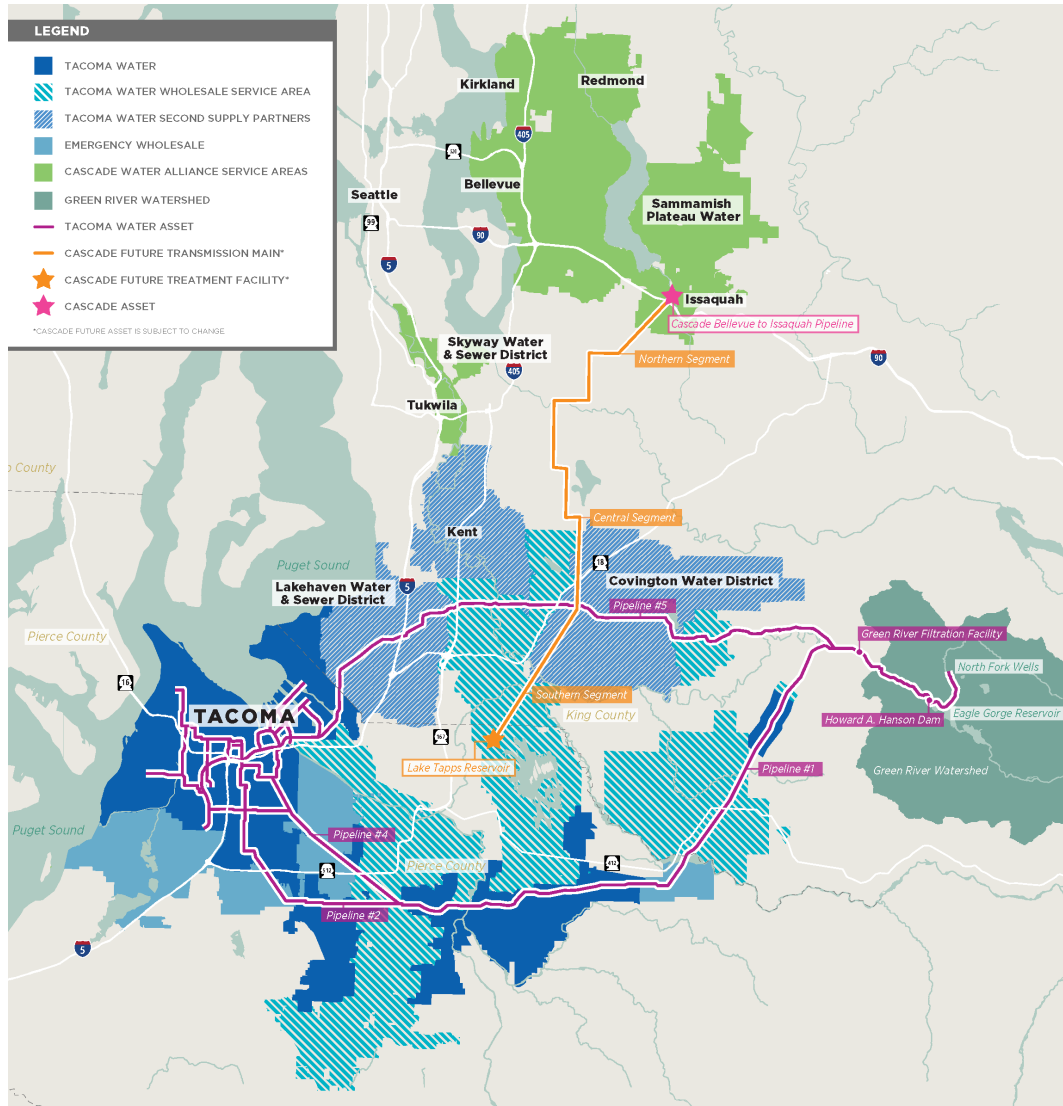 LEGEND
TACOMA WATER
TACOMA WATER WHOLESALE SERVICE AREA
TACOMA WATER SECOND SUPPLY PARTNERS
EMERGENCY WHOLESALE
CASCADE WATER ALLIANCE SERVICE AREAS
GREEN RIVER WATERSHED
TACOMA WATER ASSET
CASCADE FUTURE TRANSMISSION MAIN*
CASCADE FUTURE TREATMENT FACILITY*
CASCADE ASSET
*CASCADE FUTURE ASSET IS SUBJECT TO CHANGE
Kirkland
Redmond
405
520
Bellevue
Seattle
Sammamish
Plateau Water
99
90
5
Issaquah
Cascade Bellevue to Issaquah Pipeline
Skyway Water
& Sewer District
Northern Segment
90
405
Tukwila
County
Central Segment
Kent
Puget Sound
18
Lakehaven Water
& Sewer District
5
Covington Water District
Pipeline #5
Pierce County
Green River Filtration Facility
North Fork Wells
16
Southern Segment
King County
TACOMA
Howard A. Hanson Dam
Eagle Gorge Reservoir
167
Lake Tapps Reservoir
Pipeline #1
Green River Watershed
Puget Sound
Pipeline #4
Pierce County
512
412
Pipeline #2
5